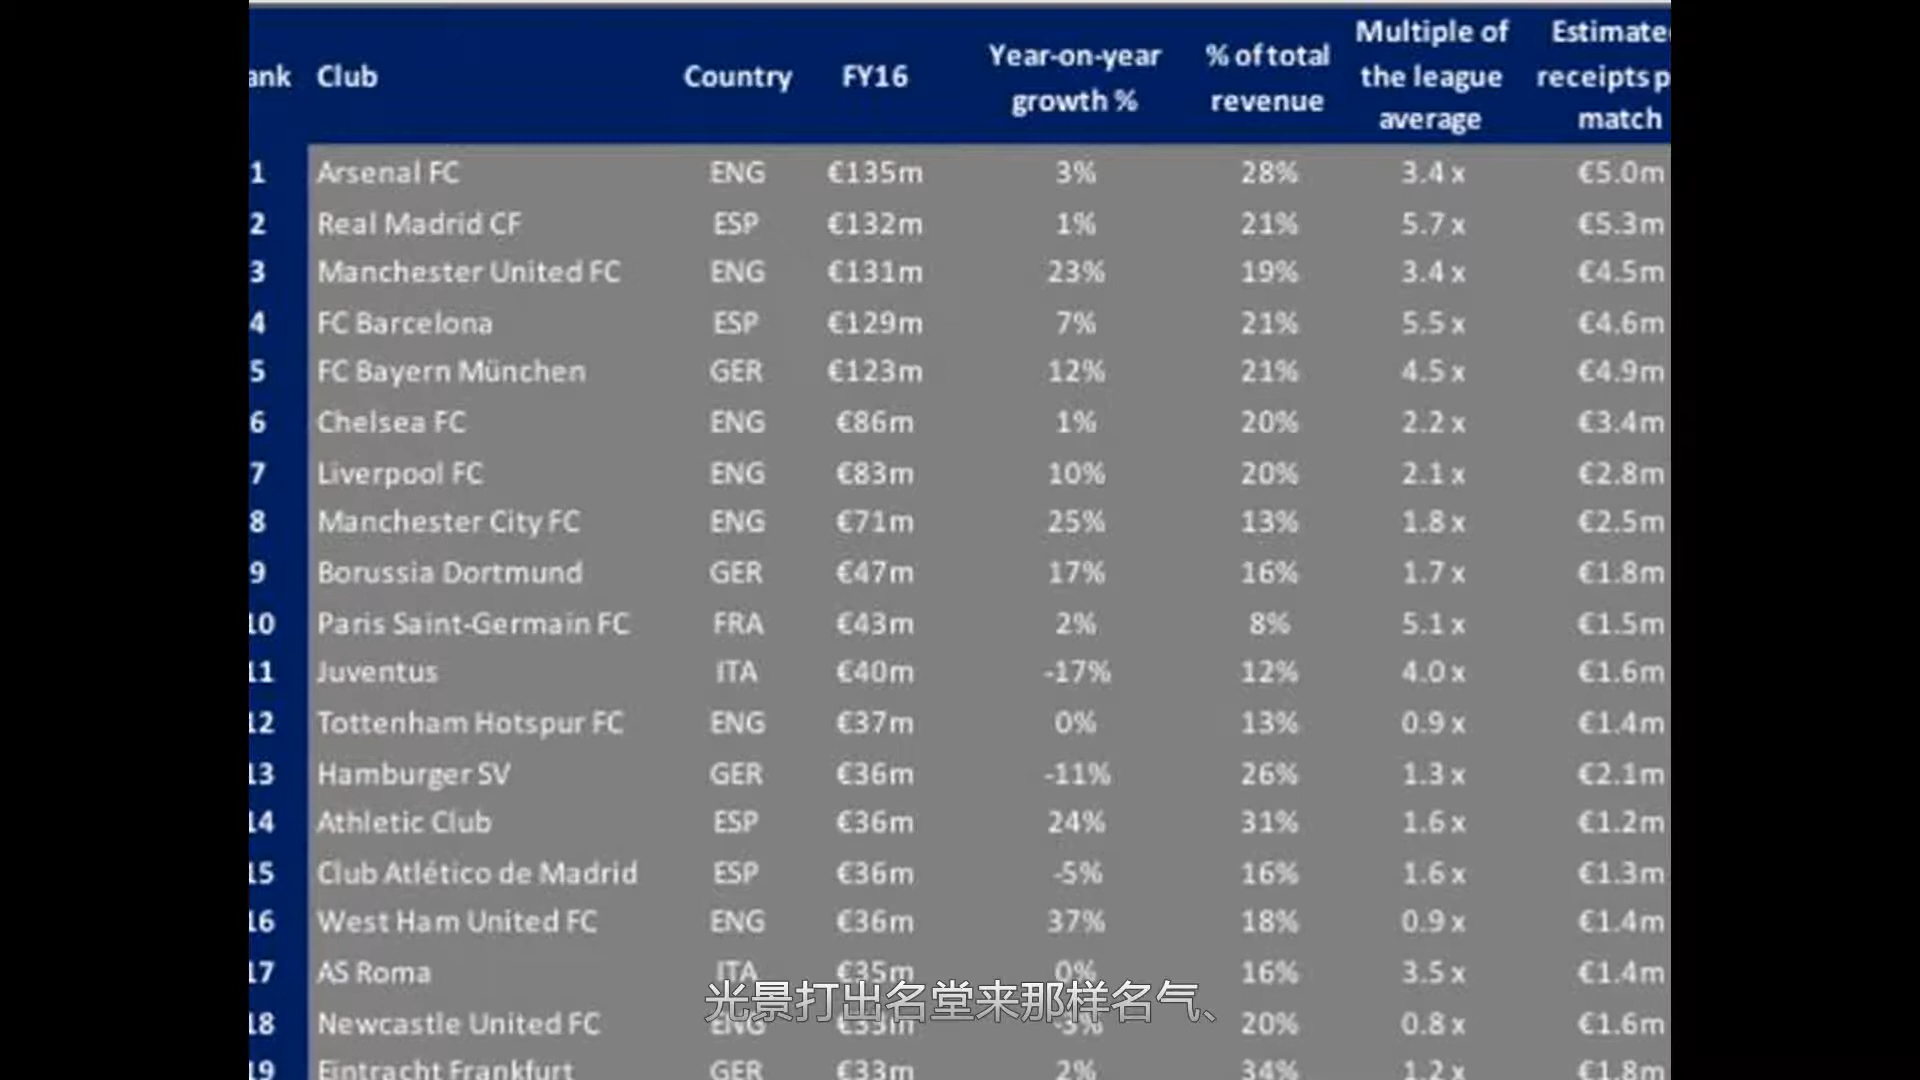 ank Club Country FY16 Year-on-year growth % % of total revenue Multiple of the league average Estimate receipts p match
1 Arsenal FC ENG €135m 3% 28% 3.4 x €5.0m
2 Real Madrid CF ESP €132m 1% 21% 5.7 x €5.3m
3 Manchester United FC ENG €131m 23% 19% 3.4 x €4.5m
4 FC Barcelona ESP €129m 7% 21% 5.5 x €4.6m
5 FC Bayern München GER €123m 12% 21% 4.5 x €4.9m
6 Chelsea FC ENG €86m 1% 20% 2.2 x €3.4m
7 Liverpool FC ENG €83m 10% 20% 2.1 x €2.8m
8 Manchester City FC ENG €71m 25% 13% 1.8 x €2.5m
9 Borussia Dortmund GER €47m 17% 16% 1.7 x €1.8m
10 Paris Saint-Germain FC FRA €43m 2% 8% 5.1 x €1.5m
11 Juventus ITA €40m -17% 12% 4.0 x €1.6m
12 Tottenham Hotspur FC ENG €37m 0% 13% 0.9 x €1.4m
13 Hamburger SV GER €36m -11% 26% 1.3 x €2.1m
14 Athletic Club ESP €36m 24% 31% 1.6 x €1.2m
15 Club Atlético de Madrid ESP €36m -5% 16% 1.6 x €1.3m
16 West Ham United FC ENG €36m 37% 18% 0.9 x €1.4m
17 AS Roma ITA €35m 0% 16% 3.5 x €1.4m
光景打出名堂来那样名气、
18 Newcastle United FC ENG 20% 0.8 x €1.6m
19 Eintracht Frankfurt GER €33m 2% 34% 1.2 x €1.8m